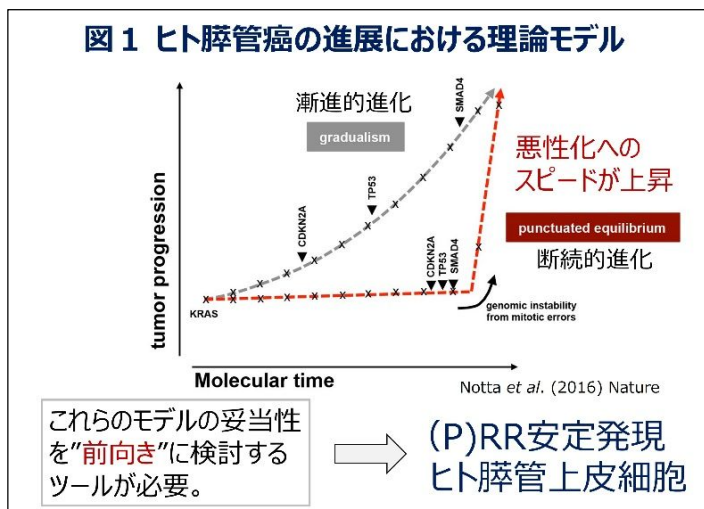 図1 ヒト膵管癌の進展における理論モデル
漸進的進化
gradualism
SMAD4
TP53
CDKN2A
悪性化への
スピードが上昇
punctuated equilibrium
断続的進化
CDKN2A
TP53
SMAD4
KRAS
genomic instability
from mitotic errors
tumor progression
Molecular time
Notta et al. (2016) Nature
これらのモデルの妥当性
を”前向き”に検討する
ツールが必要。
(P)RR安定発現
ヒト膵管上皮細胞